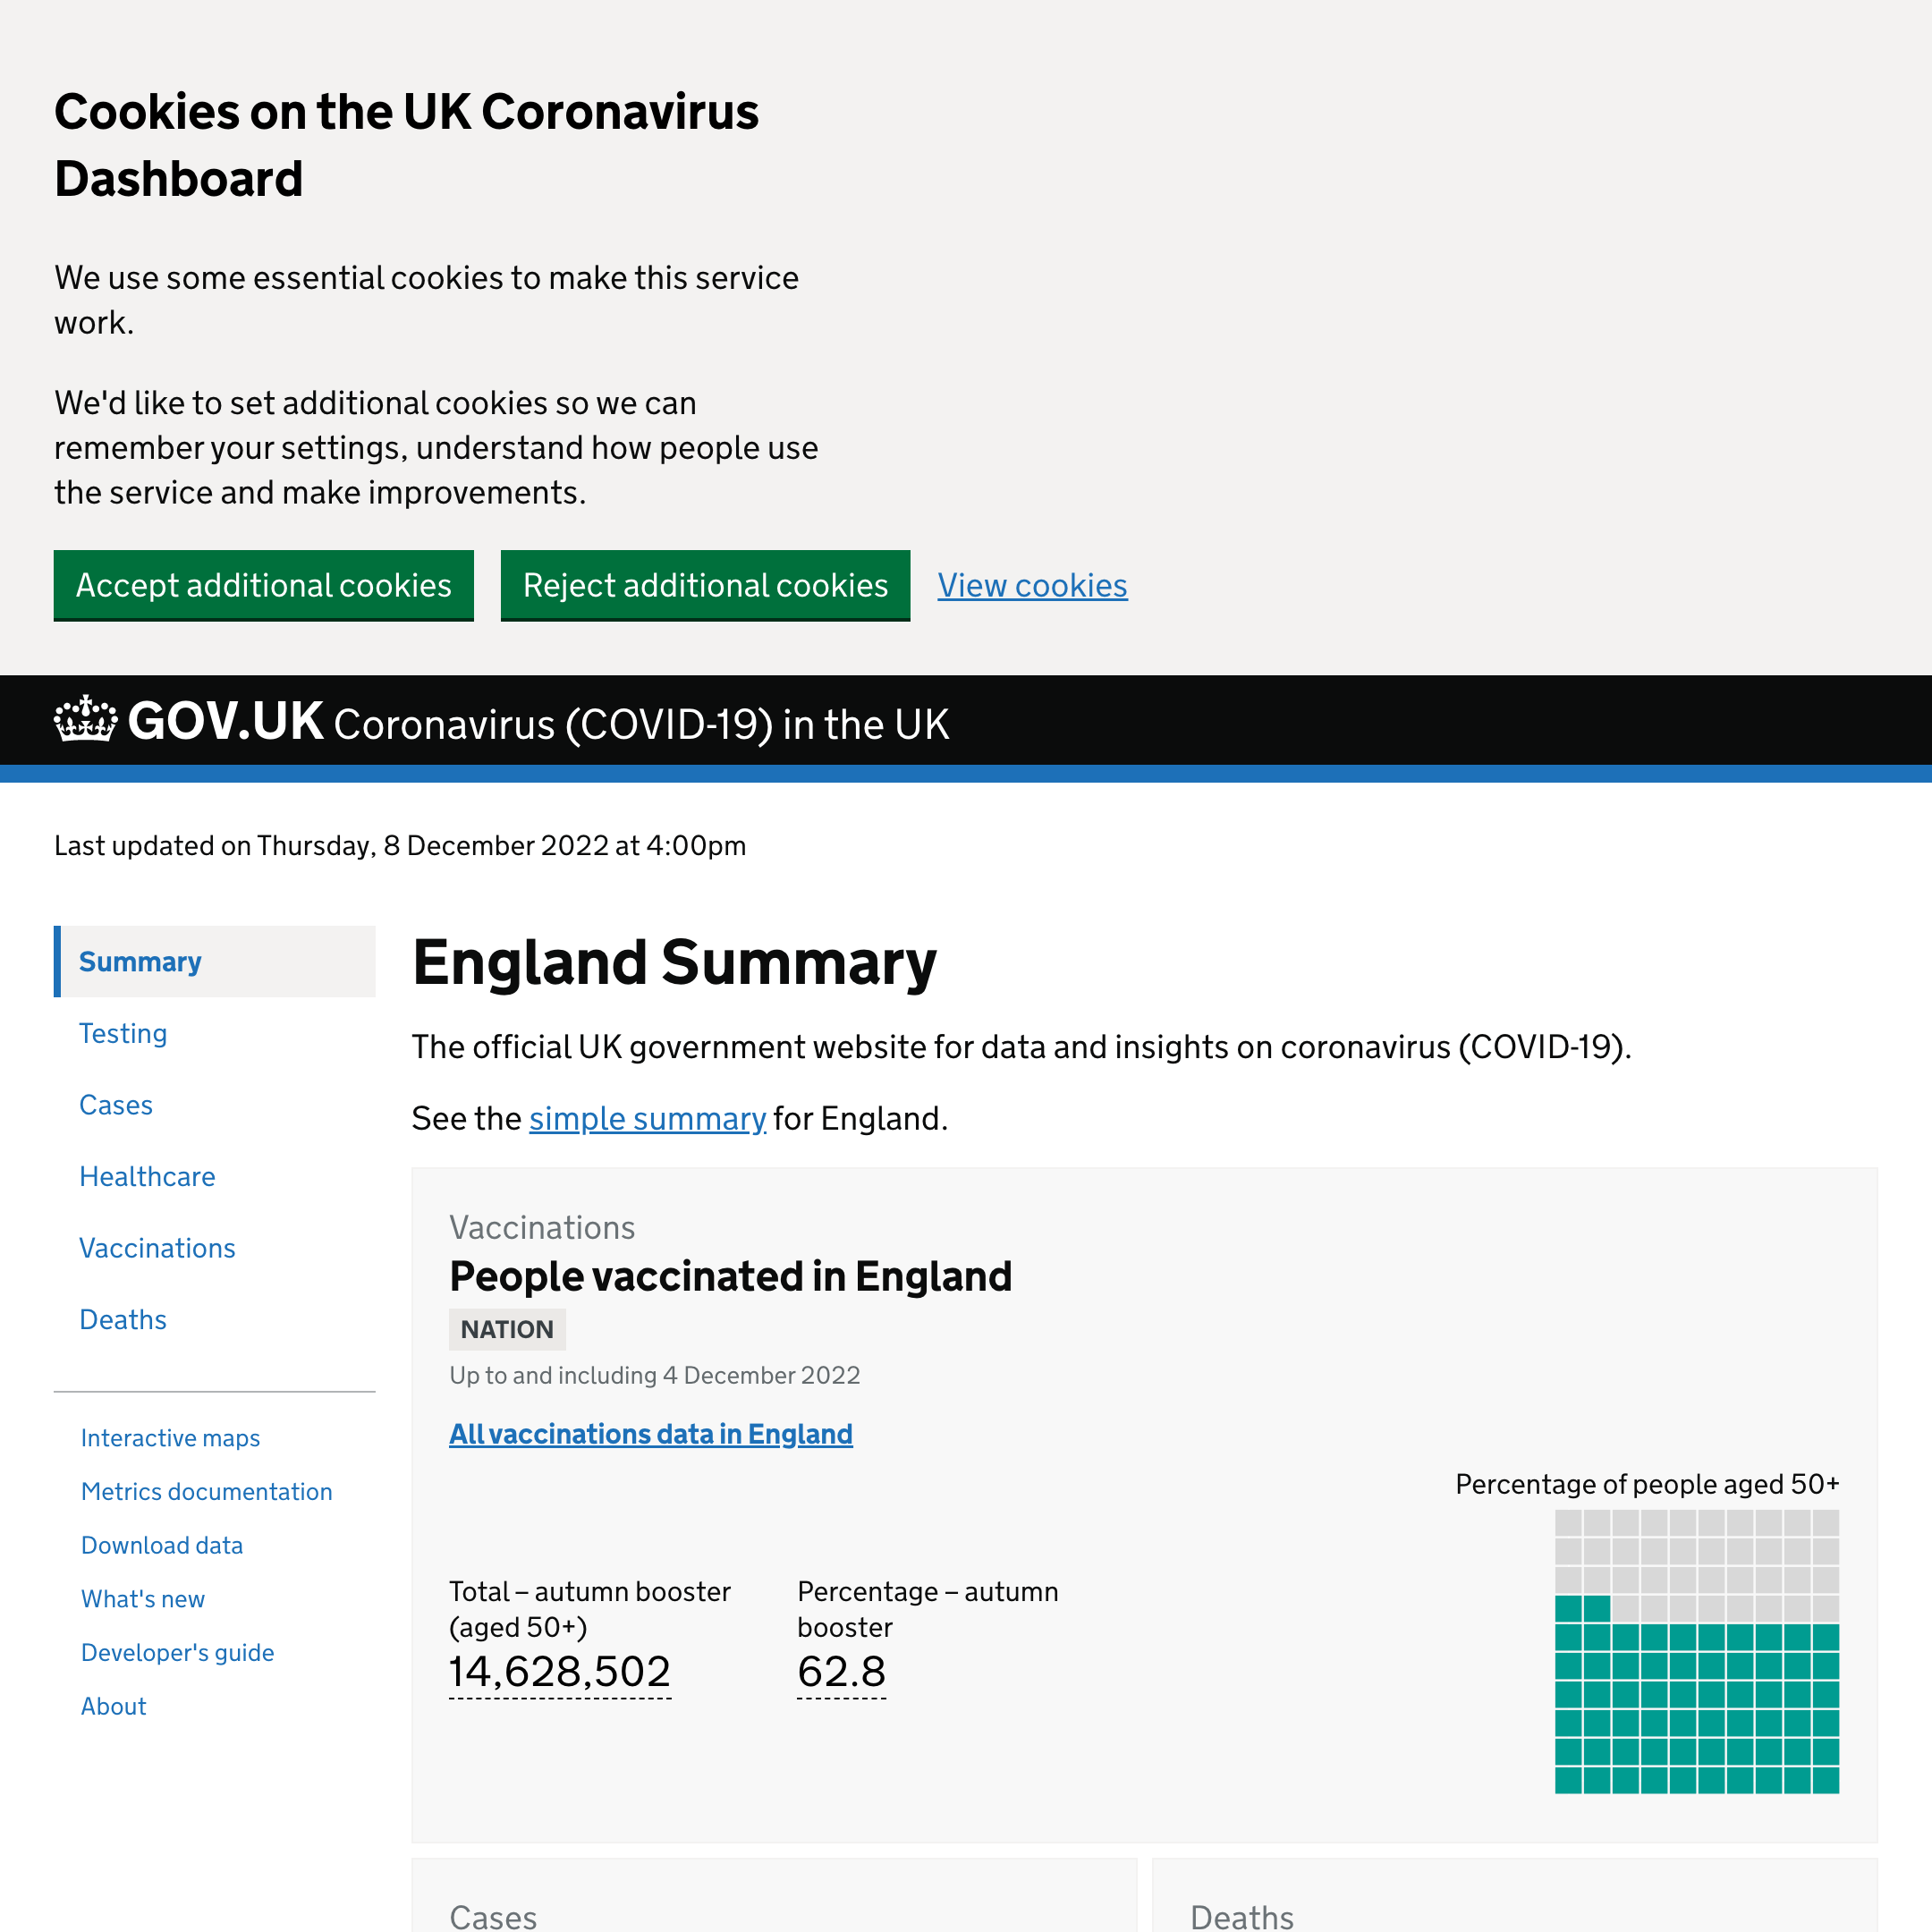 Cookies on the UK Coronavirus
Dashboard
We use some essential cookies to make this service
work.
We'd like to set additional cookies so we can
remember your settings, understand how people use
the service and make improvements.
Accept additional cookies
Reject additional cookies
View cookies
GOV.UK Coronavirus (COVID-19) in the UK
Last updated on Thursday, 8 December 2022 at 4:00pm
Summary
Testing
Cases
Healthcare
Vaccinations
Deaths
Interactive maps
Metrics documentation
Download data
What's new
Developer's guide
About
England Summary
The official UK government website for data and insights on coronavirus (COVID-19).
See the simple summary for England.
Vaccinations
People vaccinated in England
NATION
Up to and including 4 December 2022
All vaccinations data in England
Total – autumn booster
(aged 50+)
14,628,502
Percentage – autumn
booster
62.8
Percentage of people aged 50+
Cases
Deaths